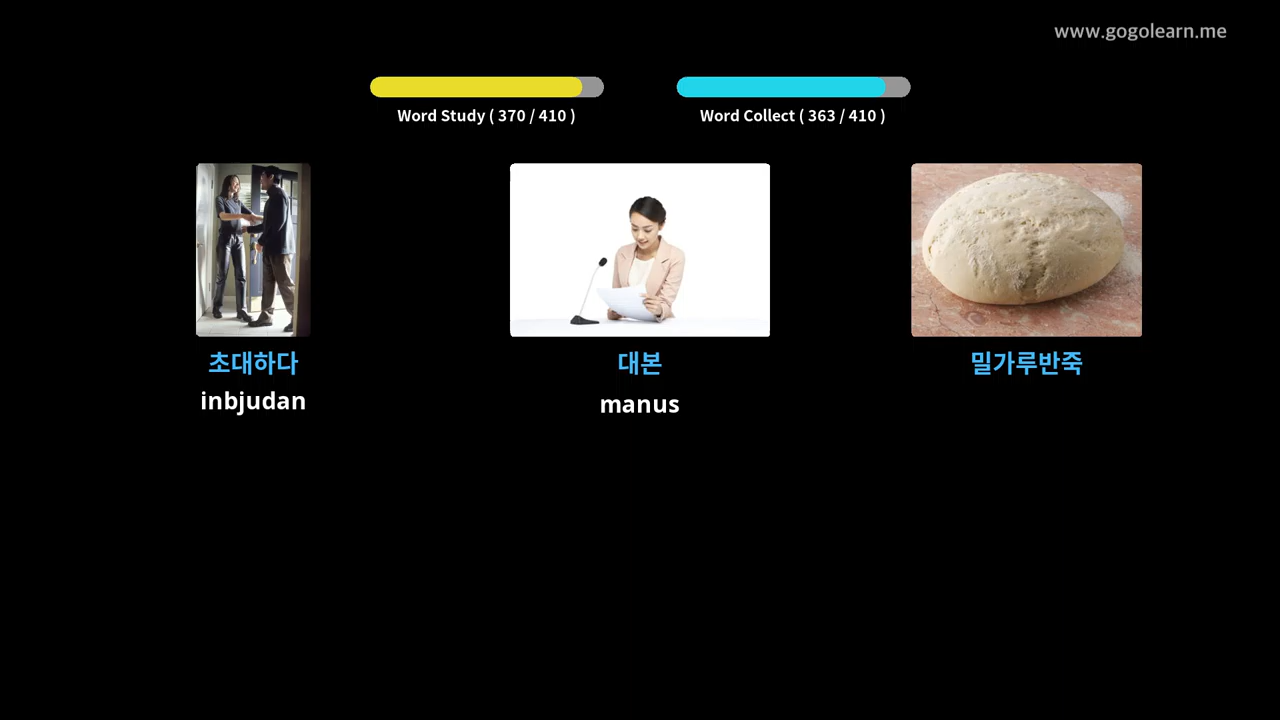 www.gogolearn.me
Word Study ( 370 / 410 )
Word Collect ( 363 / 410 )
초대하다
대본
밀가루반죽
inbjudan
manus